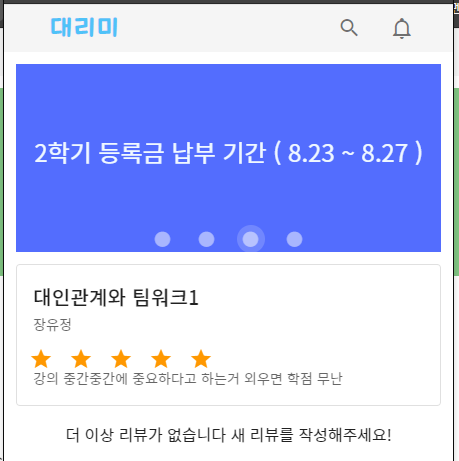 대리미
2학기 등록금 납부 기간 ( 8.23 ~ 8.27 )
대인관계와 팀워크1
장유정
강의 중간중간에 중요하다고 하는거 외우면 학점 무난
더 이상 리뷰가 없습니다 새 리뷰를 작성해주세요!